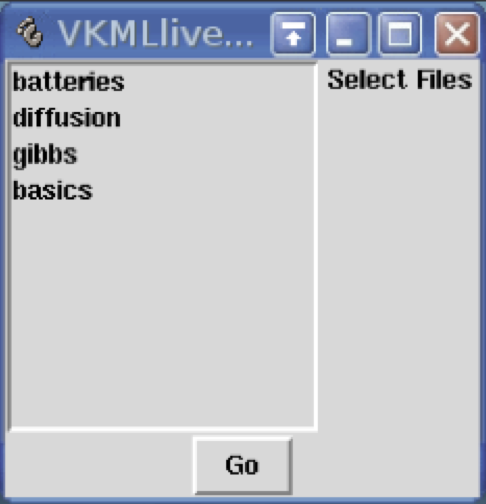 VKMLlive...
batteries
diffusion
gibbs
basics
Select Files
Go